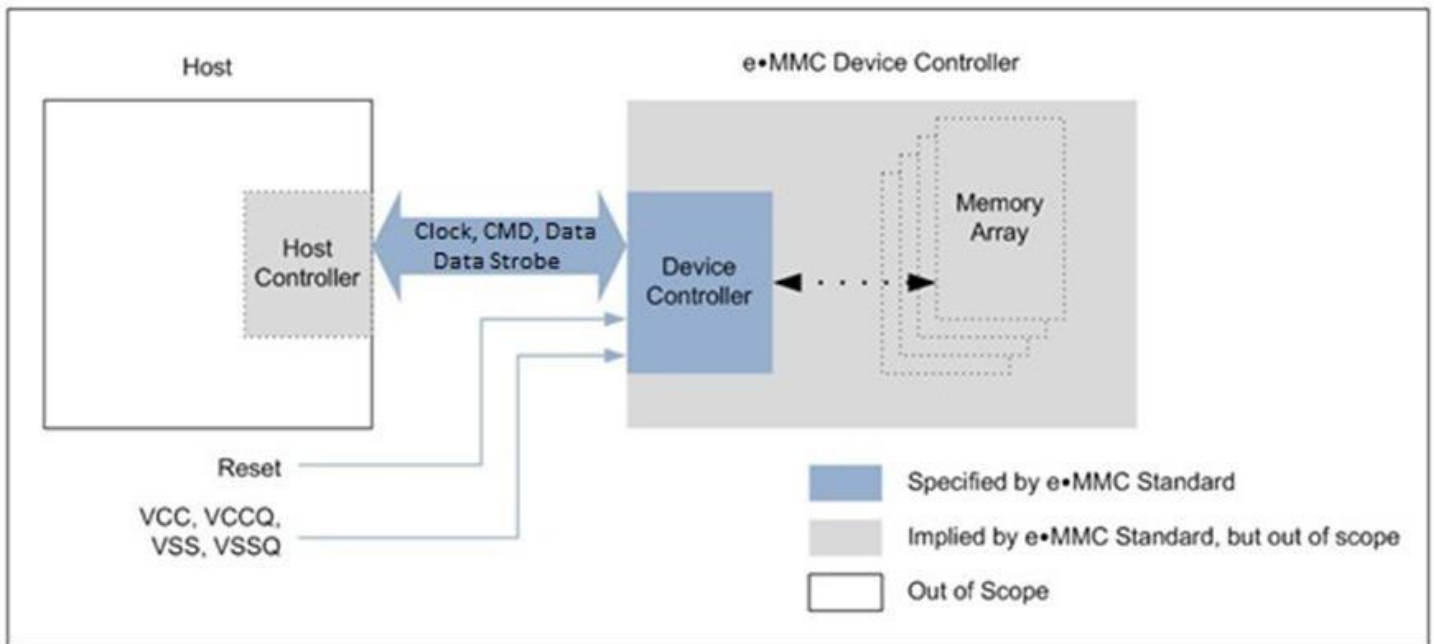 Host
e•MMC Device Controller
Host
Controller
Clock, CMD, Data
Data Strobe
Device
Controller
Memory
Array
Reset
VCC, VCCQ,
VSS, VSSQ
Specified by e•MMC Standard
Implied by e•MMC Standard, but out of scope
Out of Scope